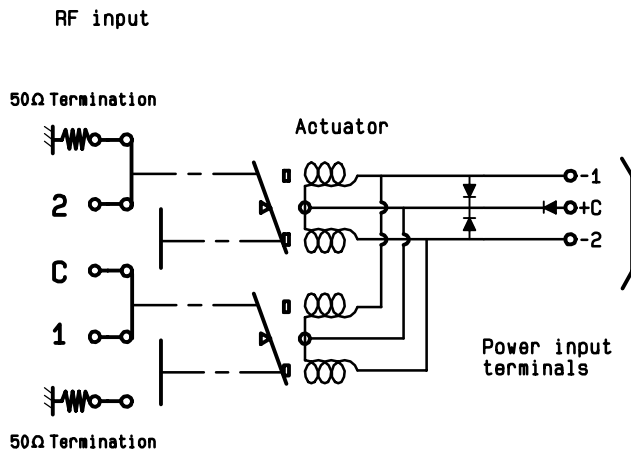 RF input
50Ω Termination
Actuator
-1
2
+C
-2
C
1
Power input
terminals
50Ω Termination